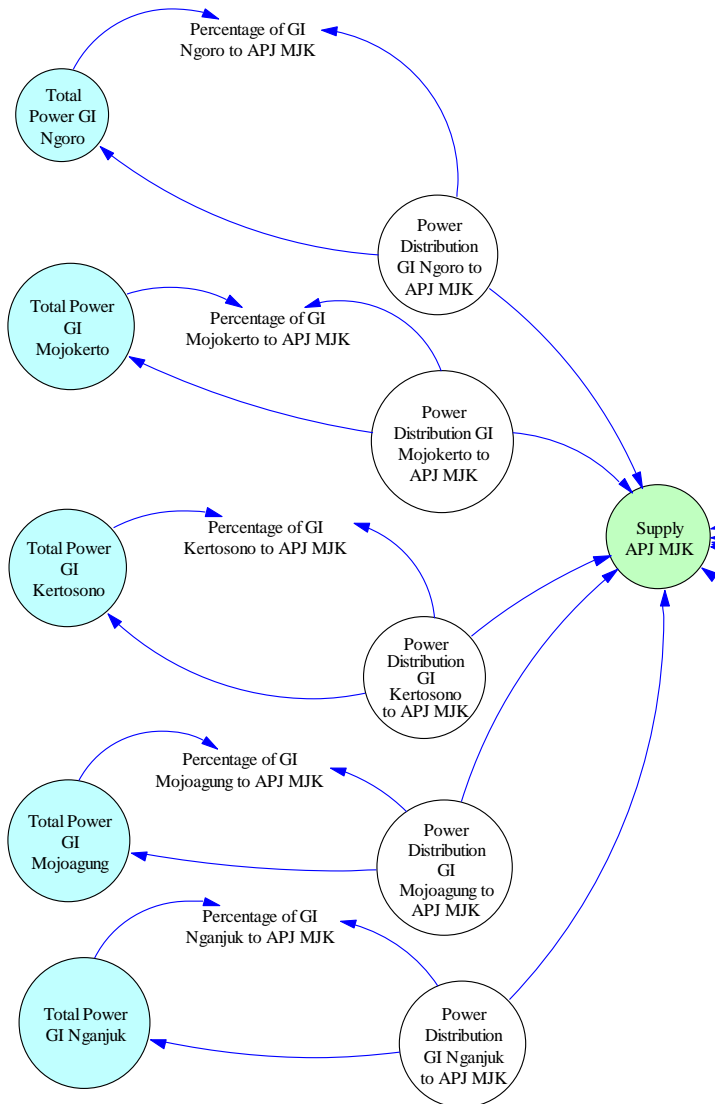 Percentage of GI
Ngoro to APJ MJK
Total
Power GI
Ngoro
Power
Distribution
GI Ngoro to
APJ MJK
Total Power
GI
Mojokerto
Percentage of GI
Mojokerto to APJ MJK
Power
Distribution GI
Mojokerto to
APJ MJK
Supply
APJ MJK
Total Power
GI
Kertosono
Percentage of GI
Kertosono to APJ MJK
Power
Distribution
GI
Kertosono
to APJ MJK
Percentage of GI
Mojoagung to APJ MJK
Total Power
GI
Mojoagung
Power
Distribution
GI
Mojoagung to
APJ MJK
Percentage of GI
Nganjuk to APJ MJK
Total Power
GI Nganjuk
Power
Distribution
GI Nganjuk
to APJ MJK